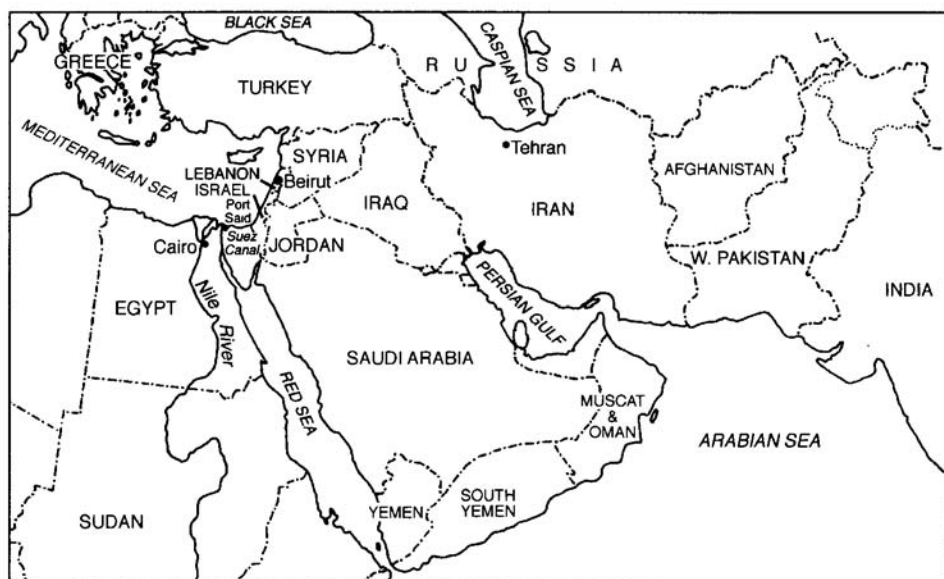 BLACK SEA
GREECE
TURKEY
R U S S I A
CASPIAN SEA
Tehran
MEDITERRANEAN SEA
SYRIA
LEBANON
Beirut
ISRAEL
Port
Said
Suez
Canal
Cairo
JORDAN
IRAQ
IRAN
AFGHANISTAN
W. PAKISTAN
INDIA
EGYPT
Nile
River
PERSIAN GULF
SAUDI ARABIA
RED SEA
MUSCAT
&
OMAN
ARABIAN SEA
SUDAN
YEMEN
SOUTH
YEMEN